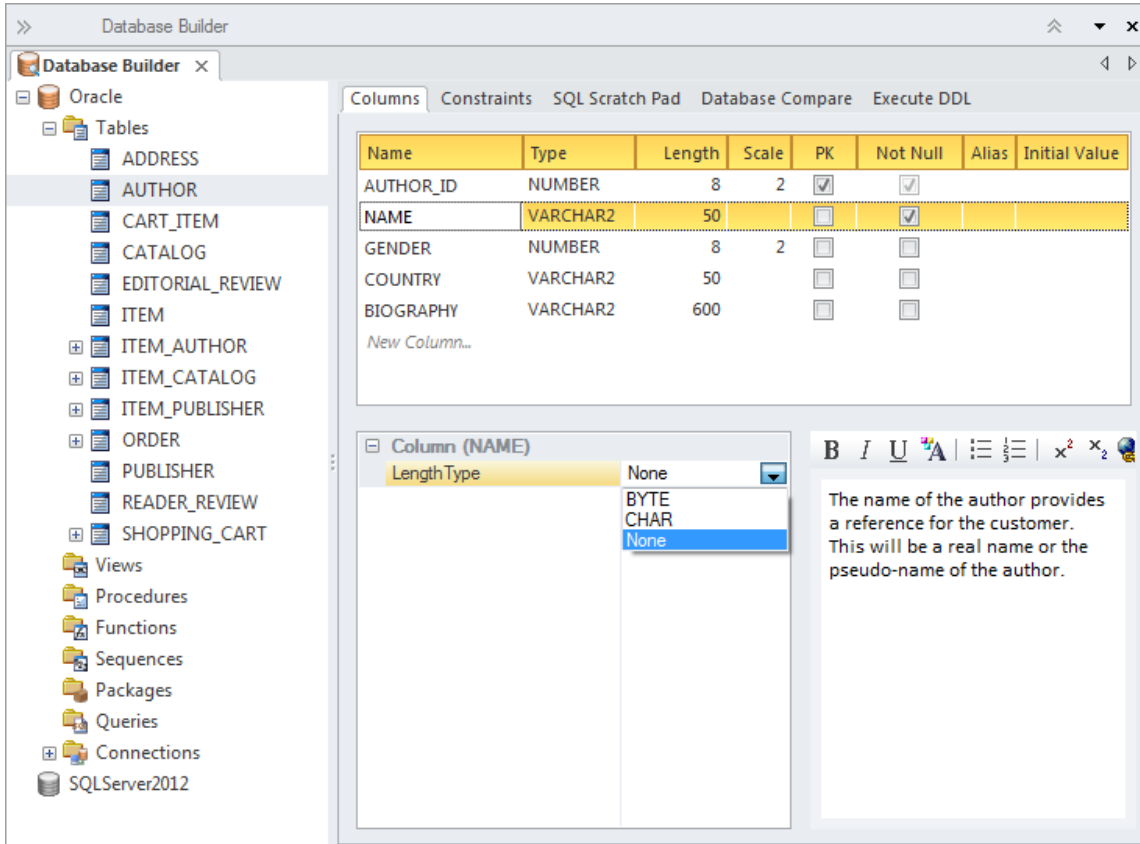 Database Builder
Database Builder
Oracle
Tables
ADDRESS
AUTHOR
CART_ITEM
CATALOG
EDITORIAL_REVIEW
ITEM
ITEM_AUTHOR
ITEM_CATALOG
ITEM_PUBLISHER
ORDER
PUBLISHER
READER_REVIEW
SHOPPING_CART
Views
Procedures
Functions
Sequences
Packages
Queries
Connections
SQLServer2012
Columns Constraints SQL Scratch Pad Database Compare Execute DDL
Name Type Length Scale PK Not Null Alias Initial Value
AUTHOR_ID NUMBER 8 2
NAME VARCHAR2 50
GENDER NUMBER 8 2
COUNTRY VARCHAR2 50
BIOGRAPHY VARCHAR2 600
New Column...
Column (NAME)
LengthType None
BYTE
CHAR
None
B I U A x² ×₂
The name of the author provides
a reference for the customer.
This will be a real name or the
pseudo-name of the author.